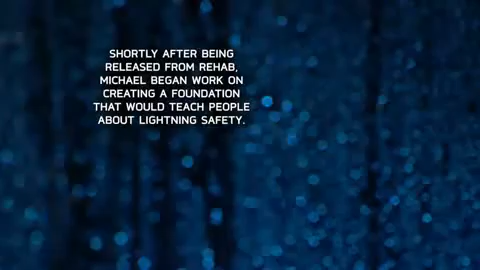 SHORTLY AFTER BEING
RELEASED FROM REHAB,
MICHAEL BEGAN WORK ON
CREATING A FOUNDATION
THAT WOULD TEACH PEOPLE
ABOUT LIGHTNING SAFETY.